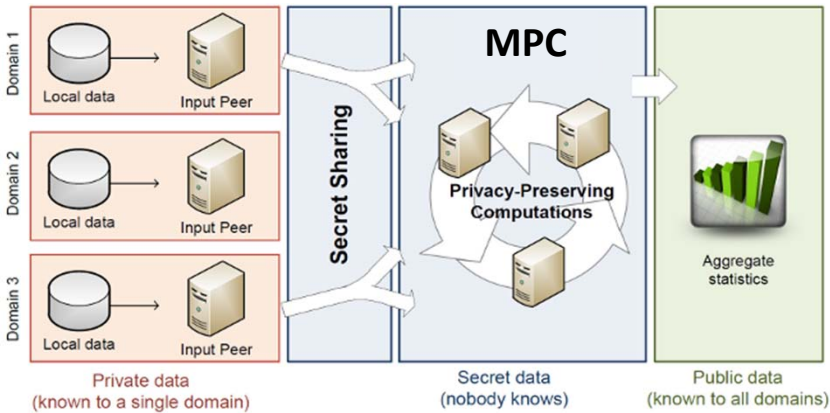 Domain 1
Local data
Input Peer
Domain 2
Local data
Input Peer
Domain 3
Local data
Input Peer
Private data
(known to a single domain)
Secret Sharing
MPC
Privacy-Preserving
Computations
Secret data
(nobody knows)
Aggregate
statistics
Public data
(known to all domains)